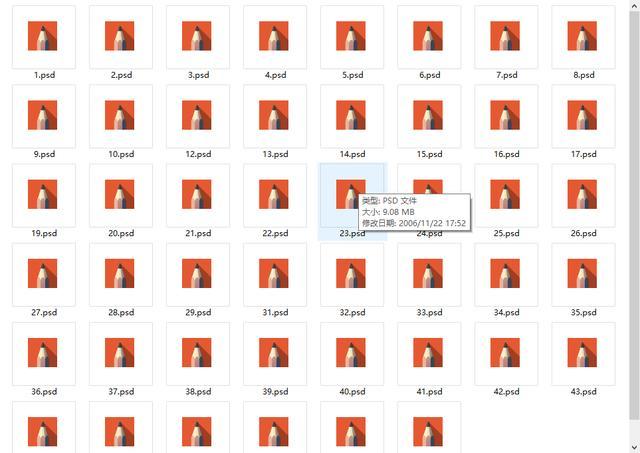 1.psd 2.psd 3.psd 4.psd 5.psd 6.psd 7.psd 8.psd
9.psd 10.psd 12.psd 13.psd 14.psd 15.psd 16.psd 17.psd
类型: PSD 文件
大小: 9.08 MB
修改日期: 2006/11/22 17:52
19.psd 20.psd 21.psd 22.psd 23.psd 24.psd 25.psd 26.psd
27.psd 28.psd 29.psd 31.psd 32.psd 33.psd 34.psd 35.psd
36.psd 37.psd 38.psd 39.psd 40.psd 41.psd 42.psd 43.psd